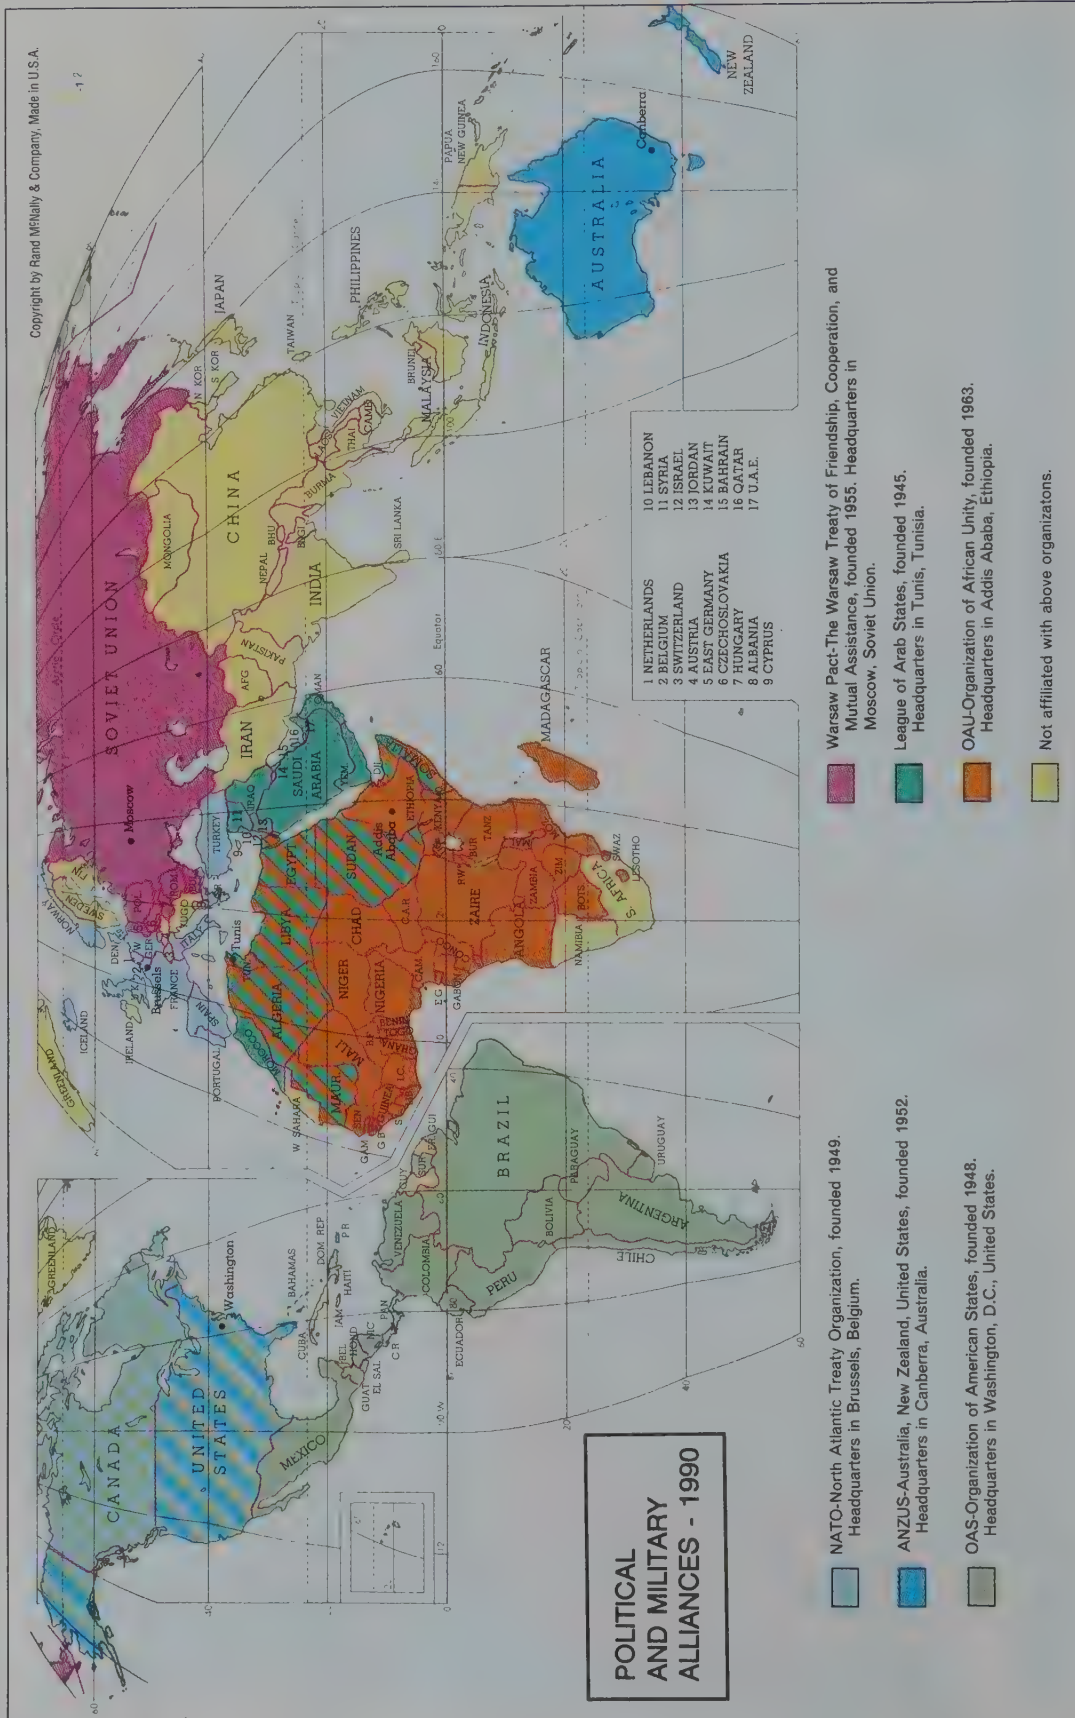 Copyright by Rand McNally & Company, Made in U.S.A.
GREENLAND
CANADA
UNITED
STATES
Washington
MEXICO
CUBA
BAHAMAS
DOM REP
HAITI
P R
JAM
BEL
HOND
GUAT
EL SAL
NIC
C R
PAN
VENEZUELA
COLOMBIA
GUY
SUR
FR GUI
ECUADOR
PERU
BRAZIL
BOLIVIA
PARAGUAY
URUGUAY
ARGENTINA
CHILE
GREENLAND
ICELAND
NORWAY
SWEDEN
FIN
DEN
IRELAND
U K
W
GER
Brussels
FRANCE
SPAIN
PORTUGAL
ITALY
YUGO
POL
ROM
BUL
GR
TURKEY
SOVIET UNION
Moscow
MONGOLIA
CHINA
N KOR
S KOR
JAPAN
TAIWAN
PHILIPPINES
VIETNAM
LAOS
THAI
CAMB
BURMA
BHU
NEPAL
INDIA
SRI LANKA
PAKISTAN
AFG
IRAN
IRAQ
SAUDI
ARABIA
OMAN
YEM
BRUNEI
MALAYSIA
INDONESIA
PAPUA
NEW GUINEA
AUSTRALIA
Canberra
NEW
ZEALAND
Equator
Tunis
TUN
MOROCCO
W SAHARA
ALGERIA
LIBYA
EGYPT
MAUR
MALI
NIGER
CHAD
SUDAN
ETHIOPIA
Addis
Ababa
DJI
SOMALIA
SEN
GAM
G B
GUINEA
I.C.
GHANA
B.F.
NIGERIA
CAM
C.A.R
E G
GABON
CONGO
ZAIRE
RW
BUR
KENYA
TANZ
ANGOLA
ZAMBIA
ZIM
BOTS
NAMIBIA
S. AFRICA
SWAZ
LESOTHO
MADAGASCAR
1 NETHERLANDS
2 BELGIUM
3 SWITZERLAND
4 AUSTRIA
5 EAST GERMANY
6 CZECHOSLOVAKIA
7 HUNGARY
8 ALBANIA
9 CYPRUS
10 LEBANON
11 SYRIA
12 ISRAEL
13 JORDAN
14 KUWAIT
15 BAHRAIN
16 QATAR
17 U.A.E.
POLITICAL
AND MILITARY
ALLIANCES - 1990
NATO-North Atlantic Treaty Organization, founded 1949.
Headquarters in Brussels, Belgium.
ANZUS-Australia, New Zealand, United States, founded 1952.
Headquarters in Canberra, Australia.
OAS-Organization of American States, founded 1948.
Headquarters in Washington, D.C., United States.
Warsaw Pact-The Warsaw Treaty of Friendship, Cooperation, and
Mutual Assistance, founded 1955. Headquarters in
Moscow, Soviet Union.
League of Arab States, founded 1945.
Headquarters in Tunis, Tunisia.
OAU-Organization of African Unity, founded 1963.
Headquarters in Addis Ababa, Ethiopia.
Not affiliated with above organizatons.